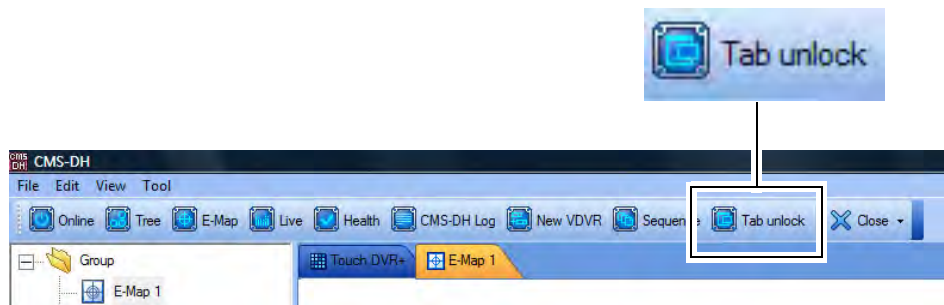 Tab unlock
CMS DH CMS-DH
File Edit View Tool
Online Tree E-Map Live Health CMS-DH Log New VDVR Sequence Tab unlock Close
Group Touch DVR+ E-Map 1
E-Map 1